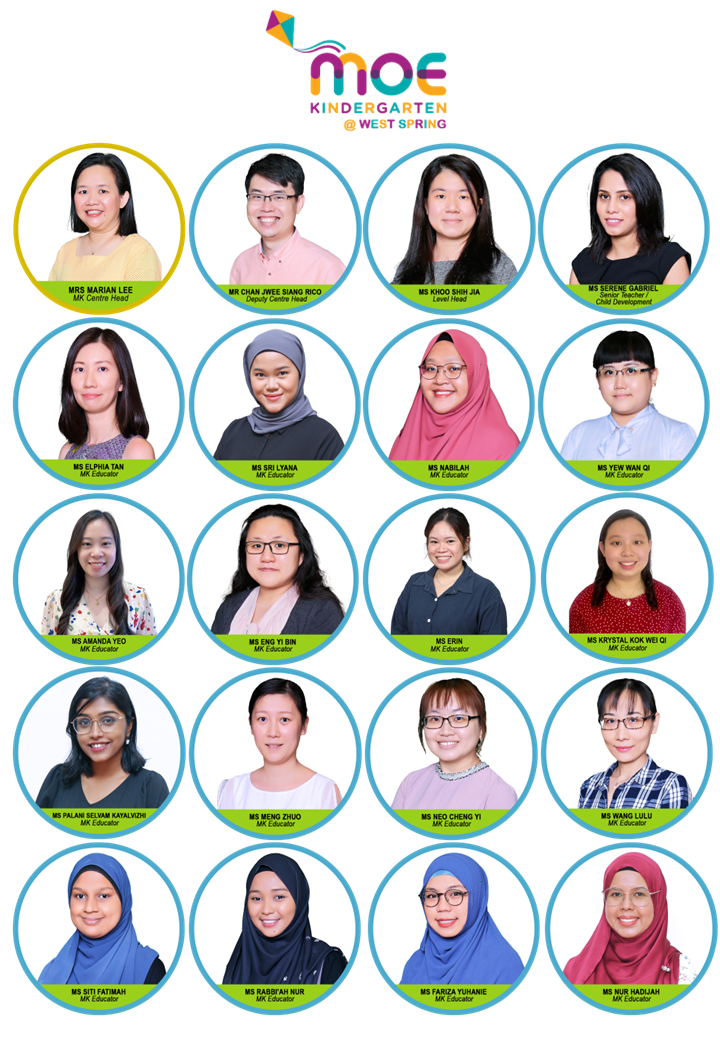 MOE
KINDERGARTEN
@ WEST SPRING
MRS MARIAN LEE
MK Centre Head
MR CHAN JWEE SIANG RICO
Deputy Centre Head
MS KHOO SHIH JIA
Level Head
MS SERENE GABRIEL
Senior Teacher /
Child Development
MS ELPHIA TAN
MK Educator
MS SRI LYANA
MK Educator
MS NABILAH
MK Educator
MS YEW WAN QI
MK Educator
MS AMANDA YEO
MK Educator
MS ENG YI BIN
MK Educator
MS ERIN
MK Educator
MS KRYSTAL KOK WEI QI
MK Educator
MS PALANI SELVAM KAYALVIZHI
MK Educator
MS MENG ZHUO
MK Educator
MS NEO CHENG YI
MK Educator
MS WANG LULU
MK Educator
MS SITI FATIMAH
MK Educator
MS RABBI'AH NUR
MK Educator
MS FARIZA YUHANIE
MK Educator
MS NUR HADIJAH
MK Educator